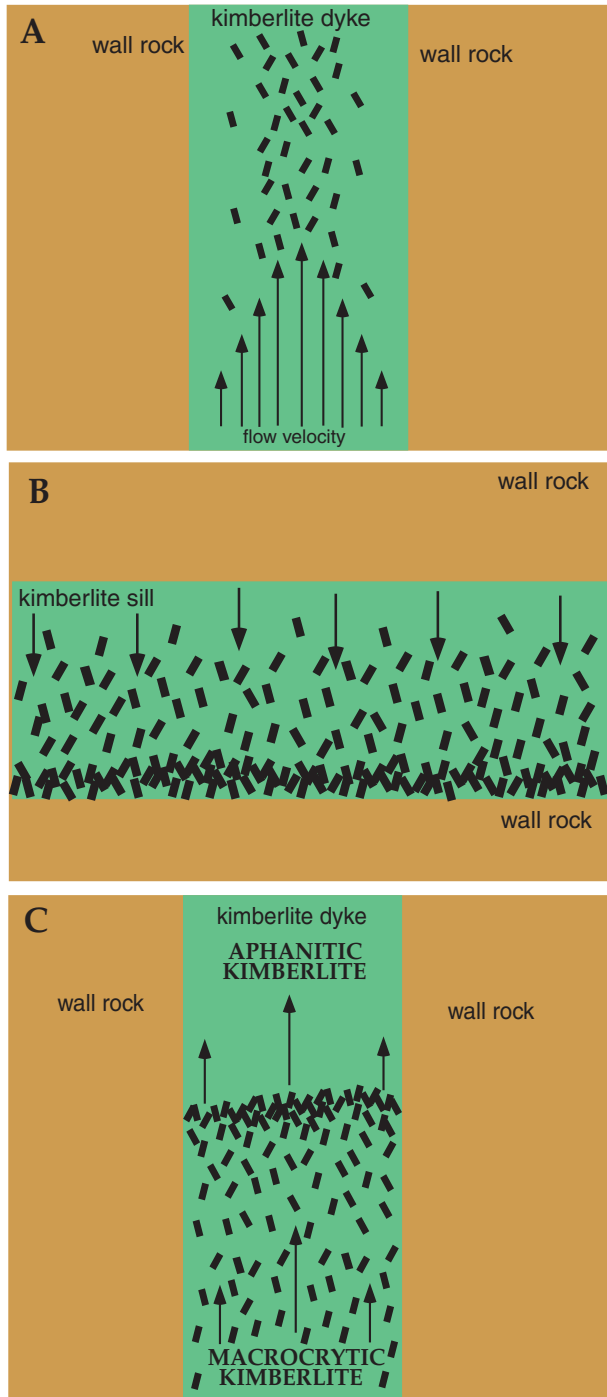 A
kimberlite dyke
wall rock
wall rock
flow velocity
B
wall rock
kimberlite sill
wall rock
C
kimberlite dyke
APHANITIC
KIMBERLITE
wall rock
wall rock
MACROCRYTIC
KIMBERLITE